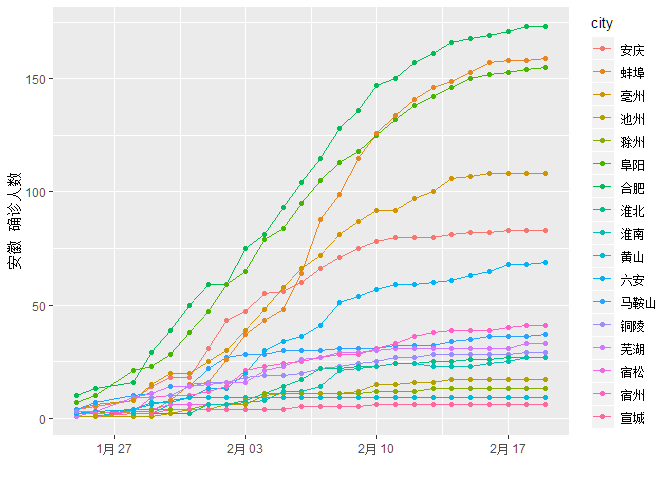 city
安庆
蚌埠
亳州
池州
滁州
阜阳
合肥
淮北
淮南
黄山
六安
马鞍山
铜陵
芜湖
宿松
宿州
宣城
安徽 确诊人数
150
100
50
0
1月 27
2月 03
2月 10
2月 17